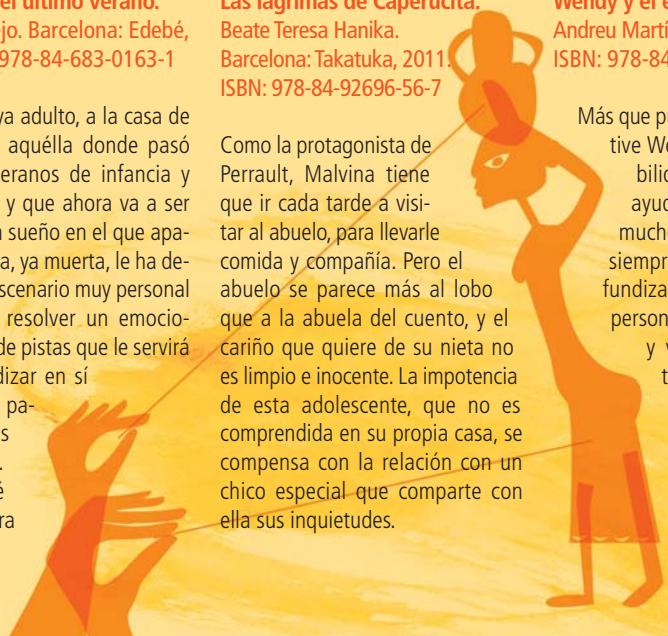 el último verano.
jo. Barcelona: Edebé,
978-84-683-0163-1
ya adulto, a la casa de
aquélla donde pasó
eranos de infancia y
y que ahora va a ser
sueño en el que apa-
a, ya muerta, le ha de-
scenario muy personal
resolver un emocio-
de pistas que le servirá
dizar en sí
pa-
s
.
é
ra
Las lágrimas de Caperucita.
Beate Teresa Hanika.
Barcelona: Takatuka, 2011.
ISBN: 978-84-92696-56-7
Como la protagonista de
Perrault, Malvina tiene
que ir cada tarde a visi-
tar al abuelo, para llevarle
comida y compañía. Pero el
abuelo se parece más al lobo
que a la abuela del cuento, y el
cariño que quiere de su nieta no
es limpio e inocente. La impotencia
de esta adolescente, que no es
comprendida en su propia casa, se
compensa con la relación con un
chico especial que comparte con
ella sus inquietudes.
Wendy y el e
Andreu Martí
ISBN: 978-84
Más que p
tive We
bilic
ayuc
mucho
siempr
fundiza
person
y v
t